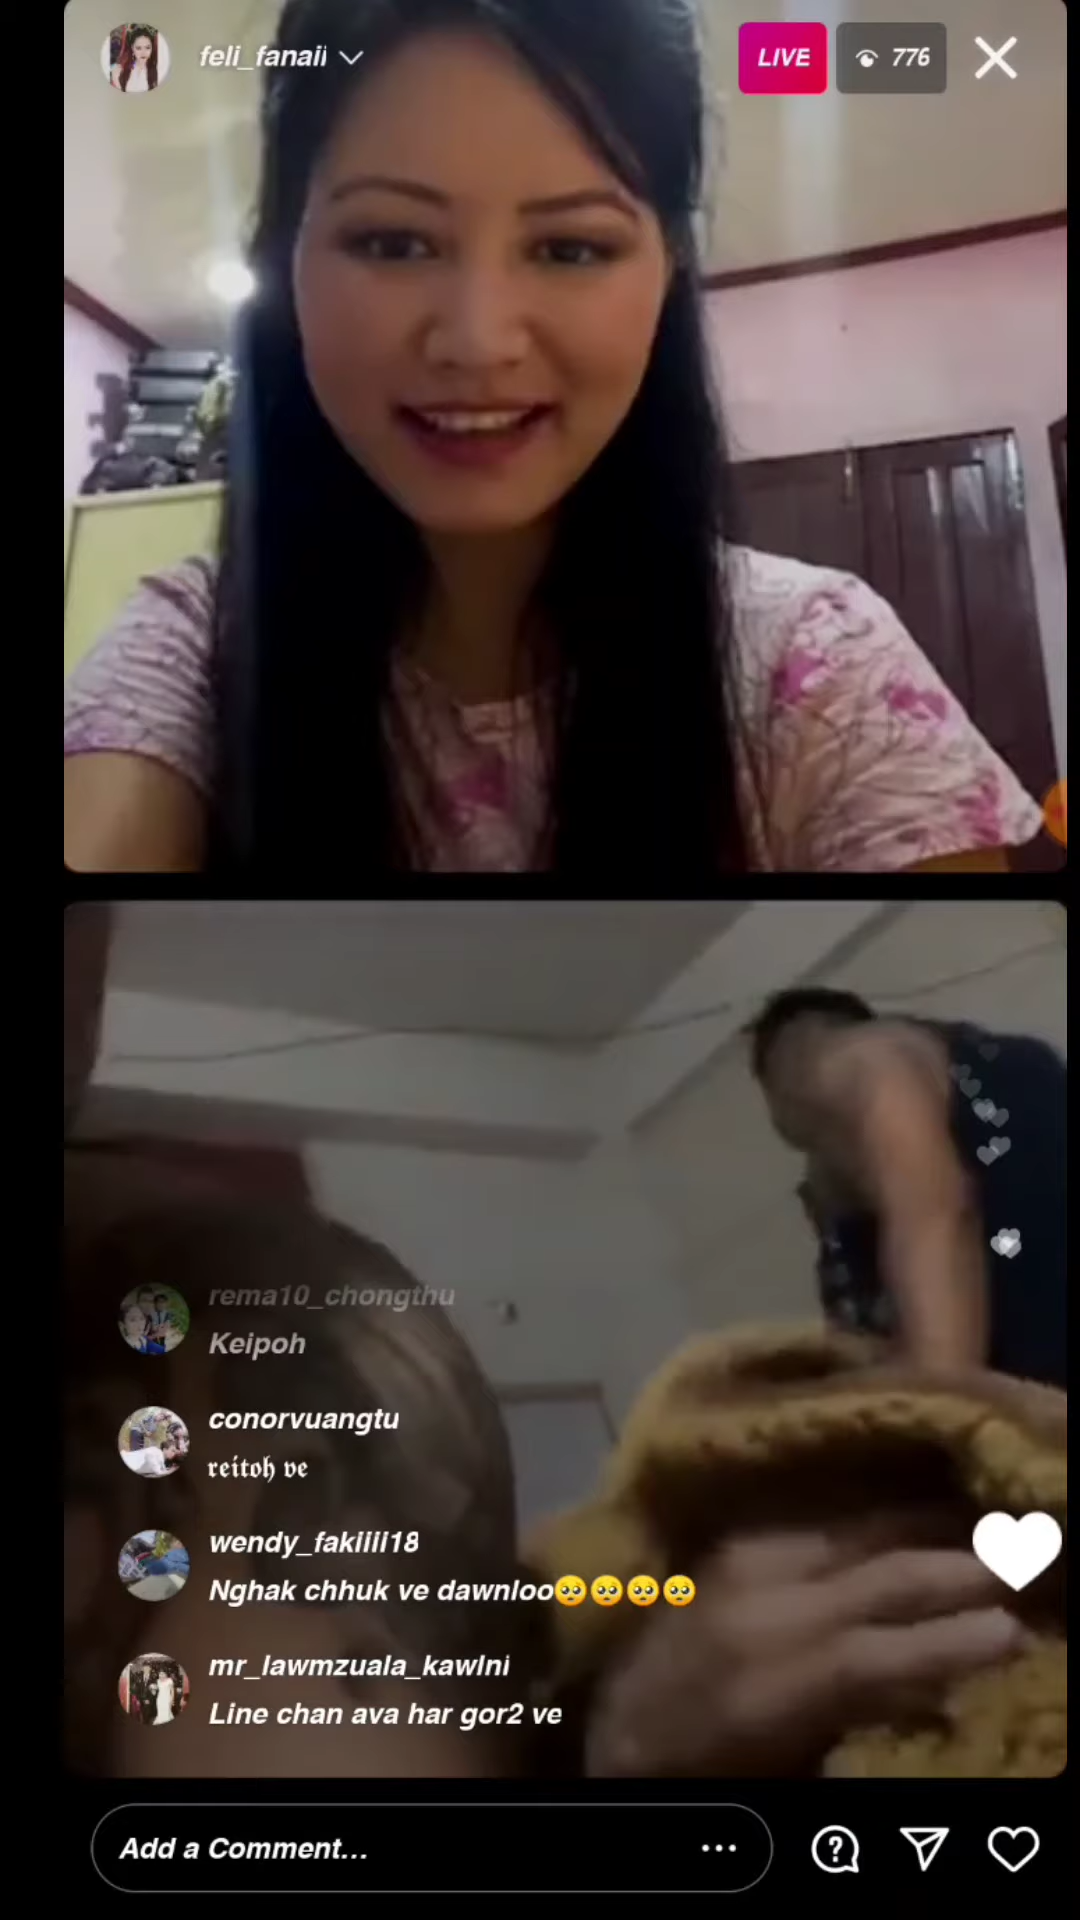 feli_fanaii
LIVE
776
rema10_chongthu
Keipoh
conorvuangtu
𝖗𝖊𝖎𝖙𝖔𝖍 𝖛𝖊
wendy_fakiiii18
Nghak chhuk ve dawnloo🥺🥺🥺🥺
mr_lawmzuala_kawlni
Line chan ava har gor2 ve
Add a Comment...